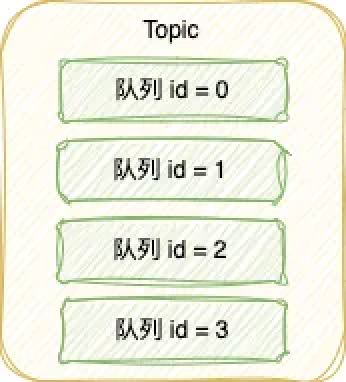 Topic
队列 id = 0
队列 id = 1
队列 id = 2
队列 id = 3